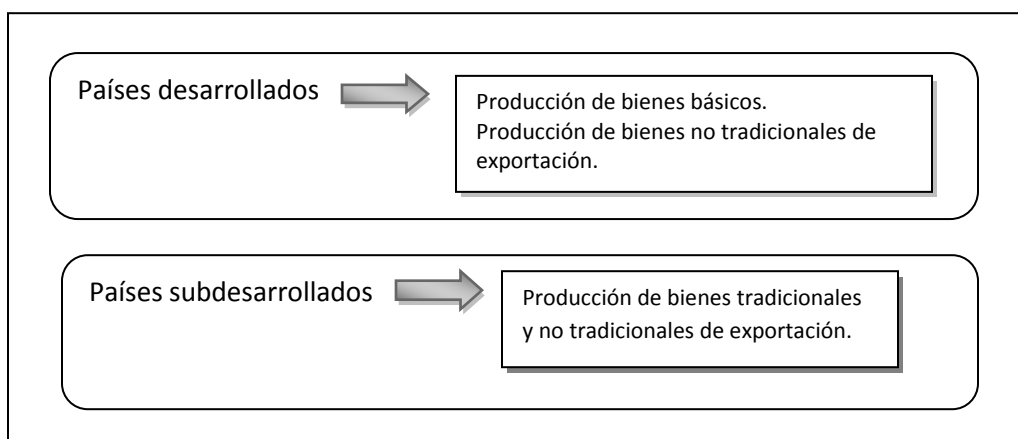 Países desarrollados
Producción de bienes básicos.
Producción de bienes no tradicionales de
exportación.
Países subdesarrollados
Producción de bienes tradicionales
y no tradicionales de exportación.